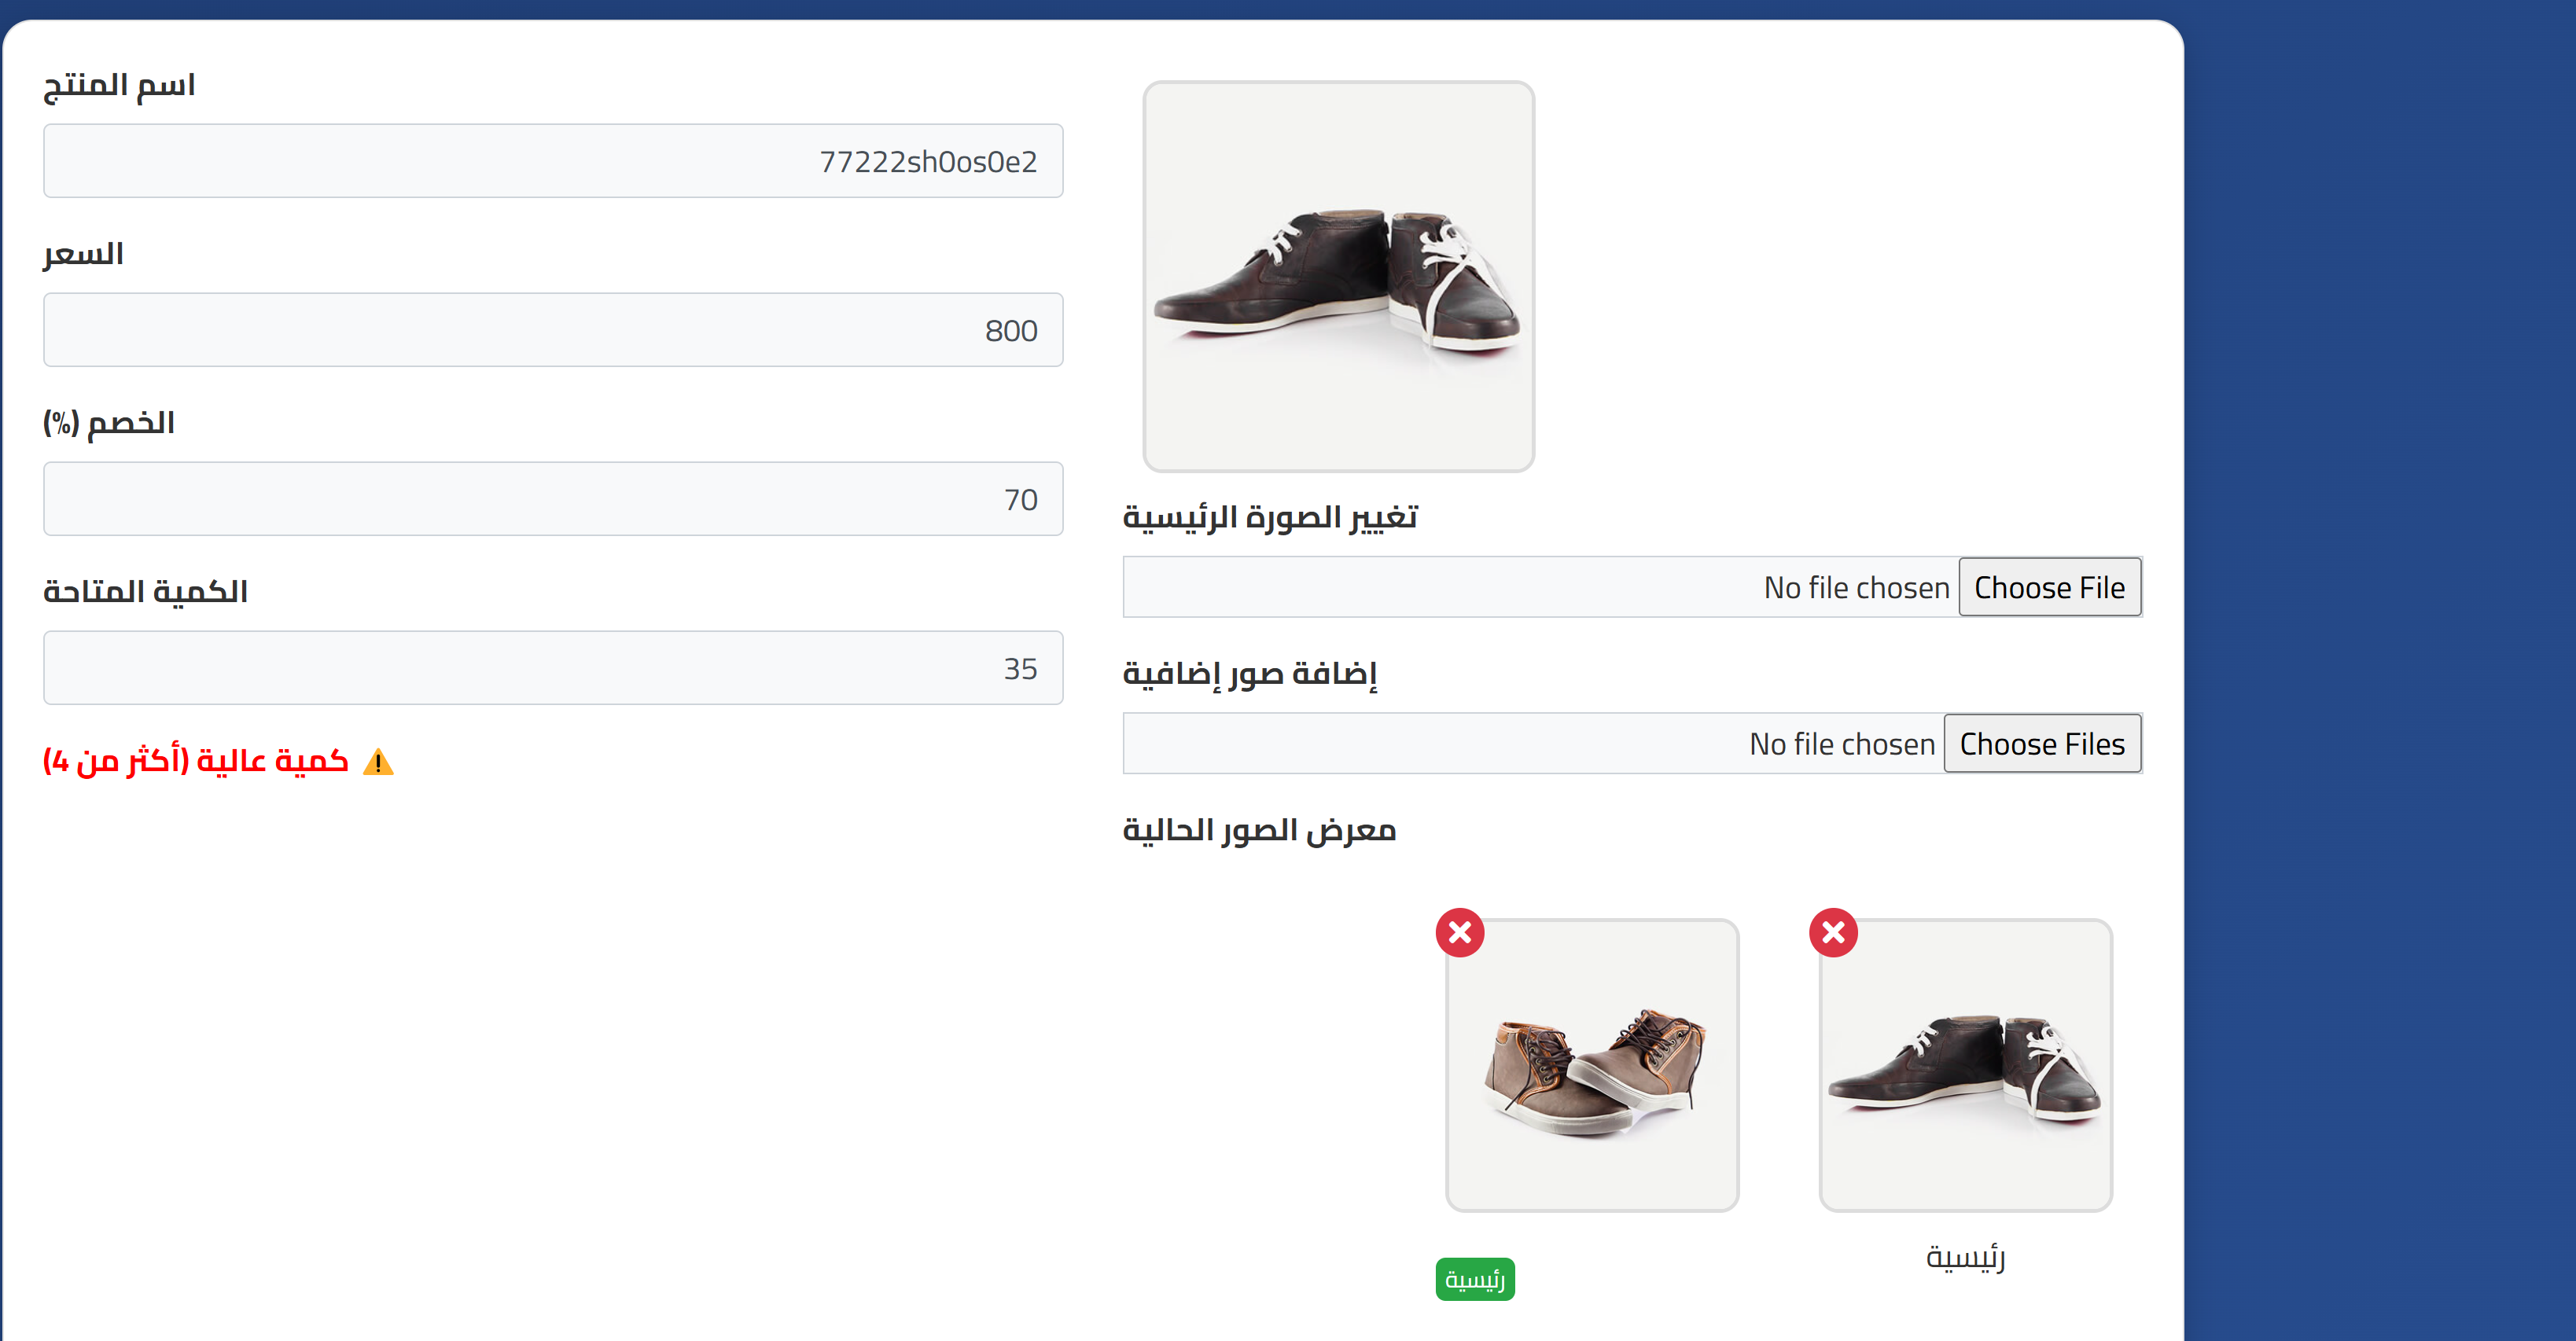 اسم المنتج
77222sh0os0e2
السعر
800
الخصم (%)
70
الكمية المتاحة
35
⚠️ كمية عالية (أكثر من 4)
تغيير الصورة الرئيسية
Choose File No file chosen
إضافة صور إضافية
Choose Files No file chosen
معرض الصور الحالية
رئيسية
رئيسية